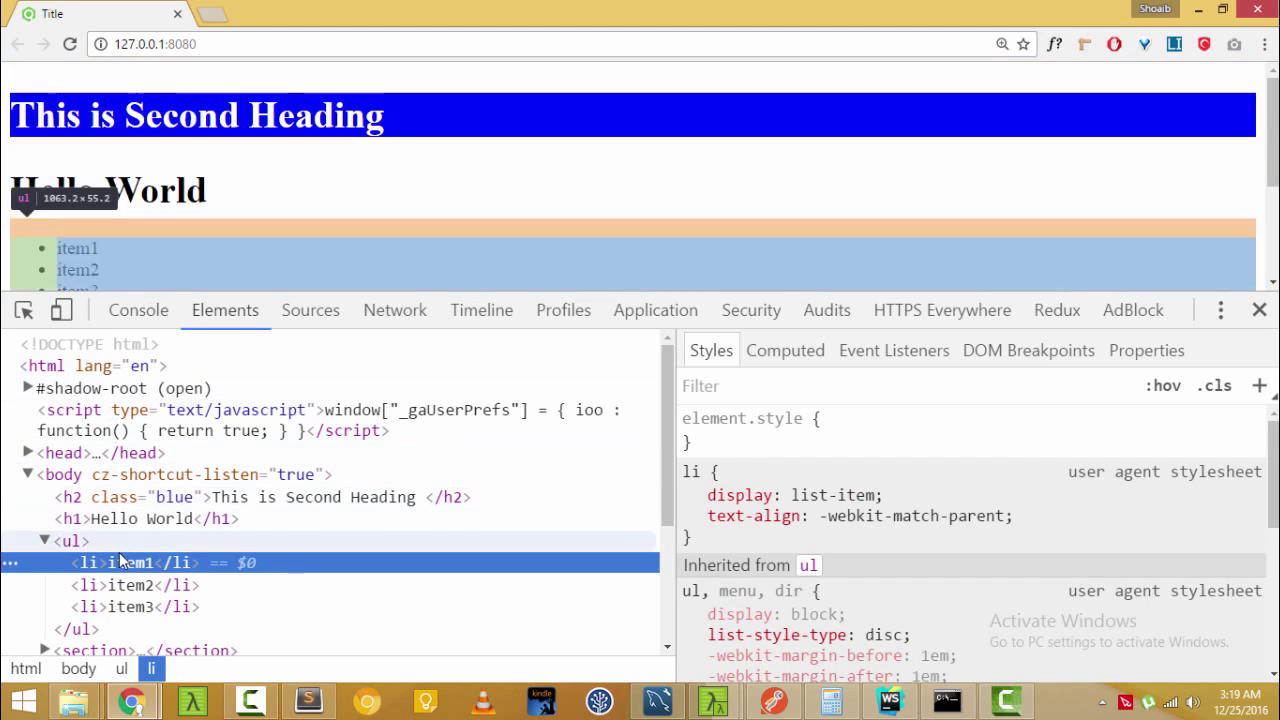 Title
Shoaib
127.0.0.1:8080
f?
LI
This is Second Heading
Hello World
ul 1063.2×55.2
item1
item2
Console Elements Sources Network Timeline Profiles Application Security Audits HTTPS Everywhere Redux AdBlock
<!DOCTYPE html>
<html lang="en">
#shadow-root (open)
<script type="text/javascript">window["_gaUserPrefs"] = { ioo :
function() { return true; } }</script>
<head>…</head>
<body cz-shortcut-listen="true">
<h2 class="blue">This is Second Heading </h2>
<h1>Hello World</h1>
<ul>
<li>item1</li> == $0
<li>item2</li>
<li>item3</li>
</ul>
<section>…</section>
html body ul li
Styles Computed Event Listeners DOM Breakpoints Properties
Filter :hov .cls +
element.style {
}
li { user agent stylesheet
display: list-item;
text-align: -webkit-match-parent;
}
Inherited from ul
ul, menu, dir { user agent stylesheet
display: block;
list-style-type: disc;
-webkit-margin-before: 1em;
-webkit-margin-after: 1em;
Activate Windows
Go to PC settings to activate Windows.
kindle
WS
3:19 AM
12/25/2016